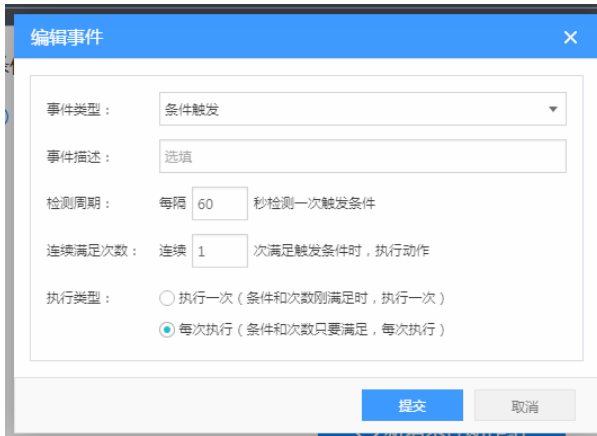 编辑事件
事件类型：
条件触发
事件描述：
选填
检测周期：
每隔 60 秒检测一次触发条件
连续满足次数：
连续 1 次满足触发条件时，执行动作
执行类型：
执行一次（条件和次数刚满足时，执行一次）
每次执行（条件和次数只要满足，每次执行）
提交
取消